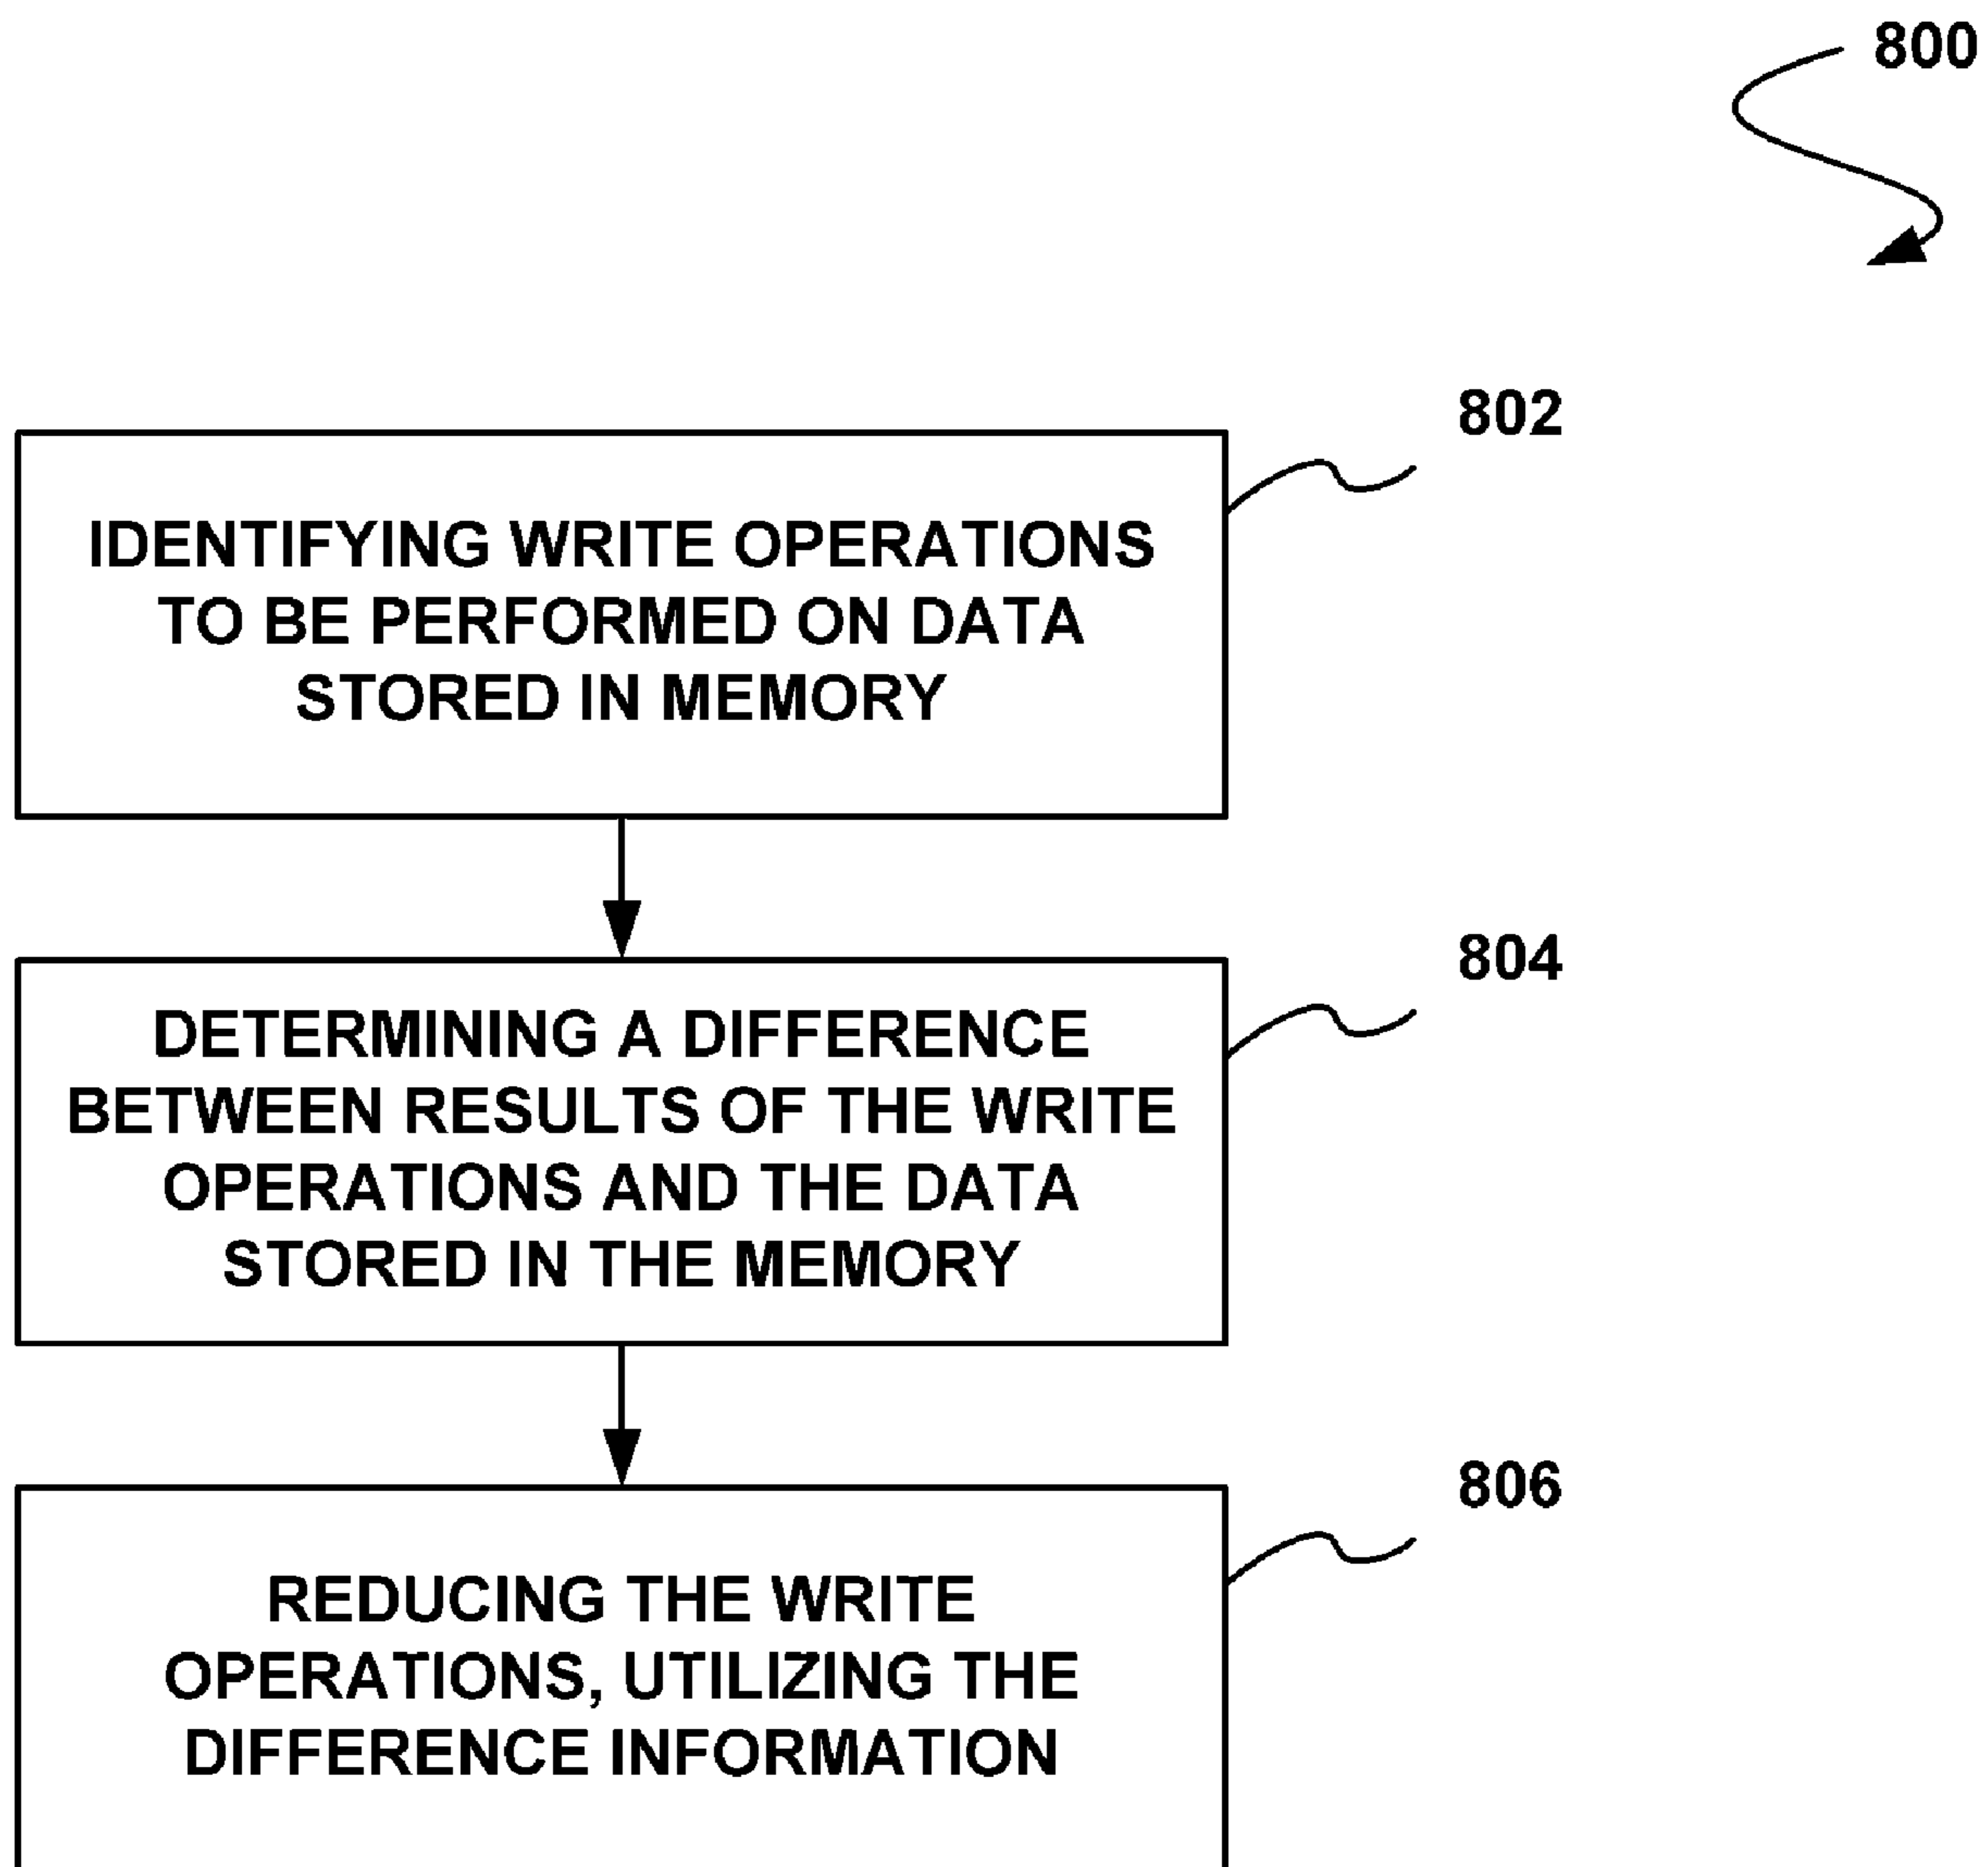 800
802
IDENTIFYING WRITE OPERATIONS
TO BE PERFORMED ON DATA
STORED IN MEMORY
804
DETERMINING A DIFFERENCE
BETWEEN RESULTS OF THE WRITE
OPERATIONS AND THE DATA
STORED IN THE MEMORY
806
REDUCING THE WRITE
OPERATIONS, UTILIZING THE
DIFFERENCE INFORMATION